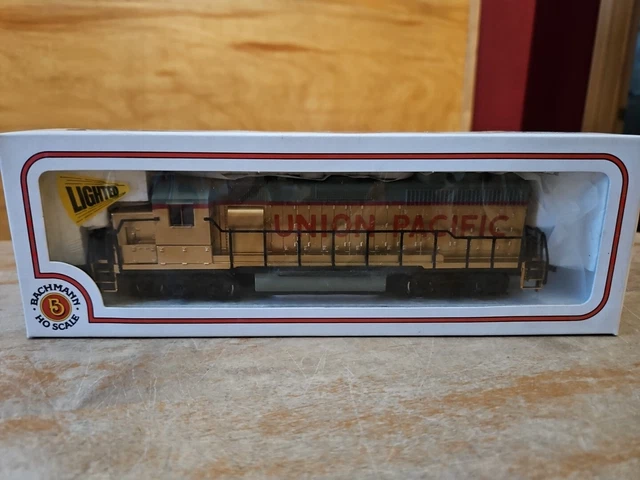 LIGHTED
UNION PACIFIC
BACHMANN
B
HO SCALE